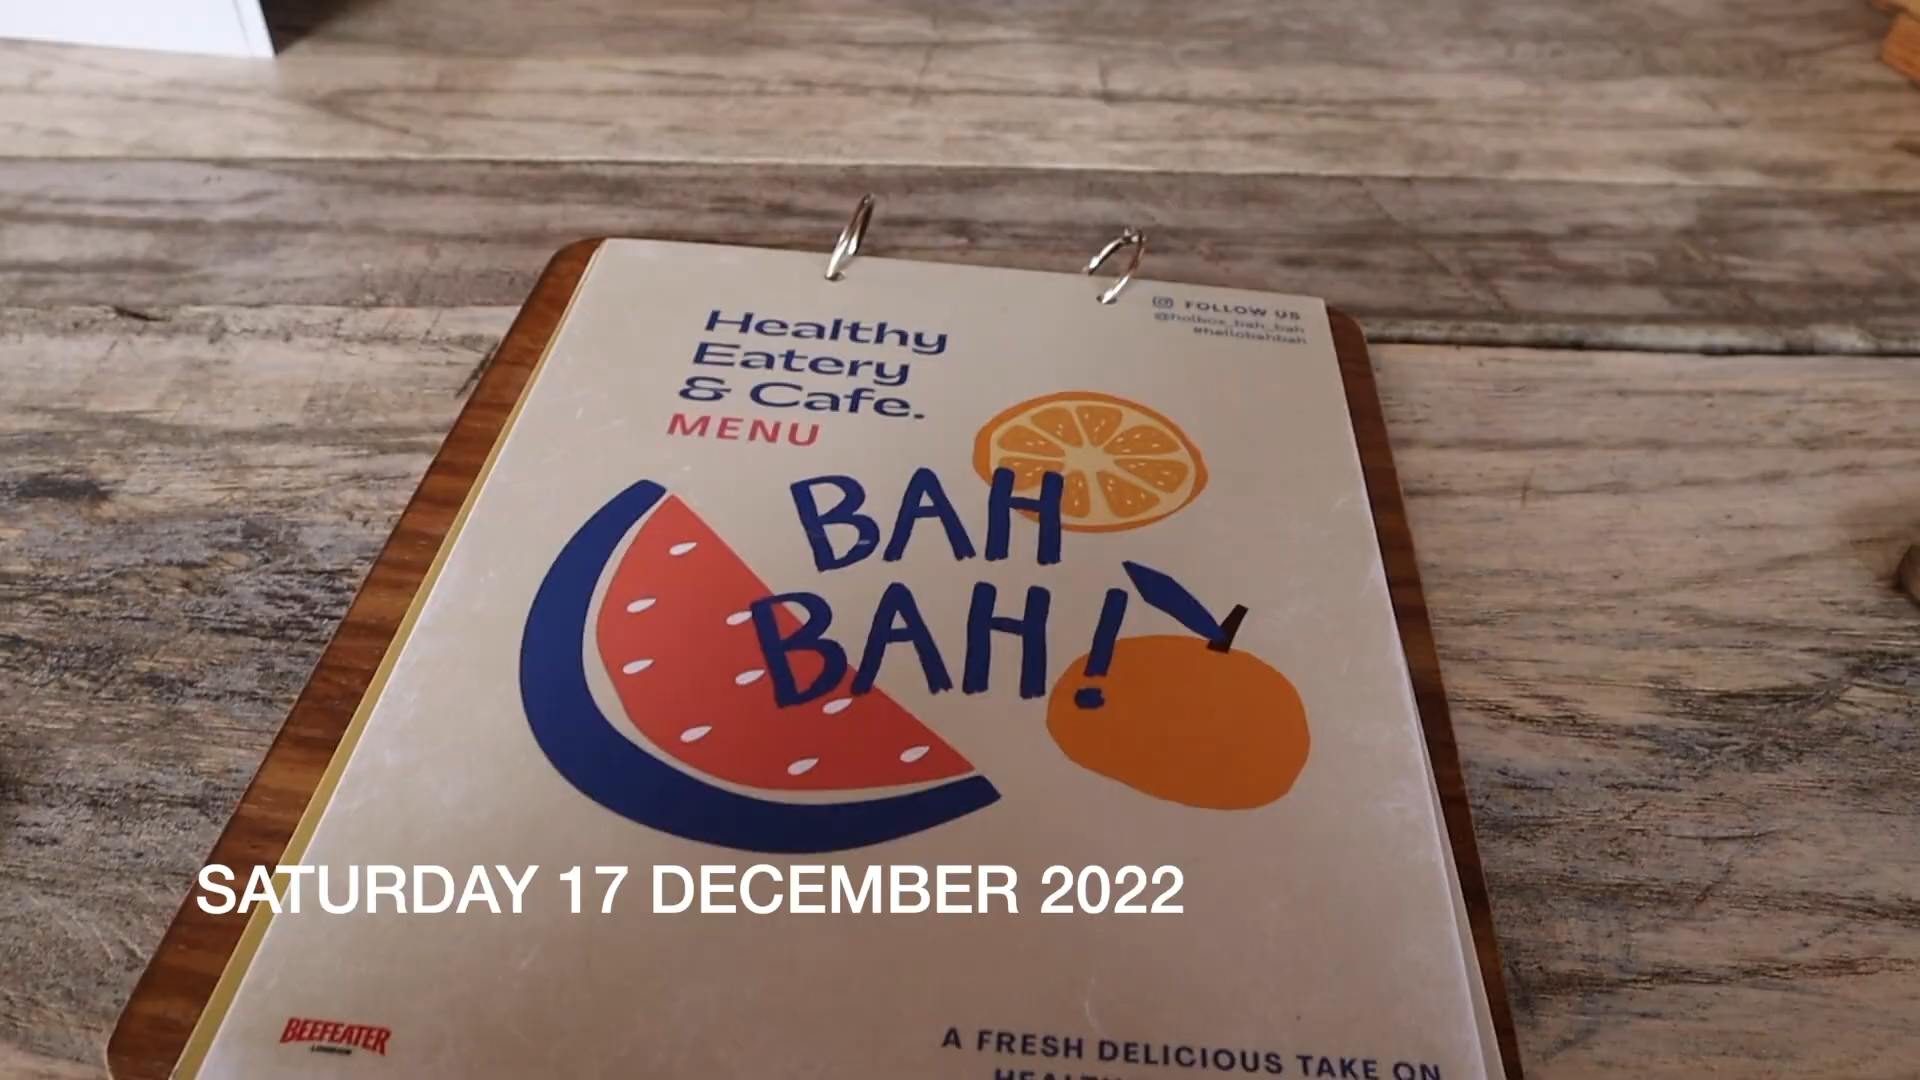 FOLLOW US
@holbox_bah_bah
#hellobahbah
Healthy
Eatery
& Cafe.
MENU
BAH
BAH!
SATURDAY 17 DECEMBER 2022
BEEFEATER
LONDON
A FRESH DELICIOUS TAKE ON